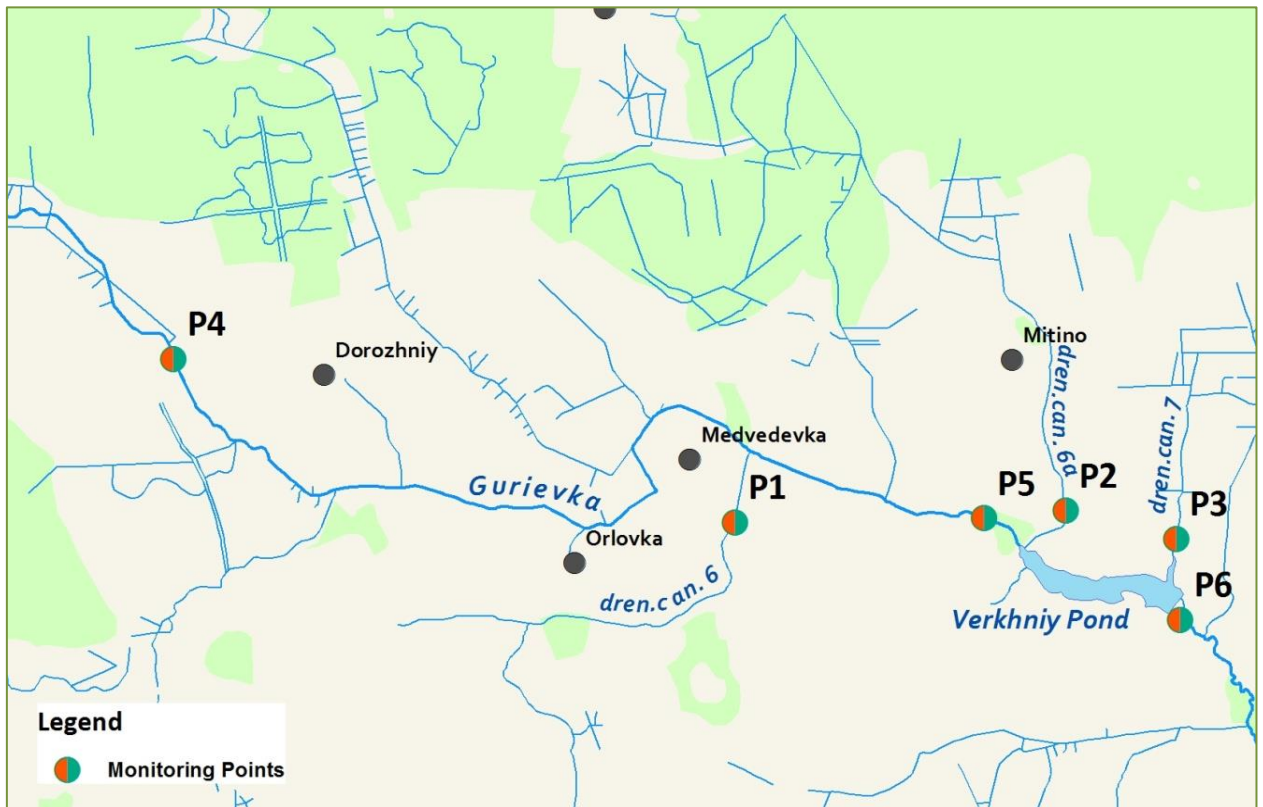 P4
Dorozhniy
Mitino
dren.can. 6a
dren.can. 7
Medvedevka
Gurievka
P1
P5
P2
P3
Orlovka
dren.can. 6
P6
Verkhniy Pond
Legend
Monitoring Points